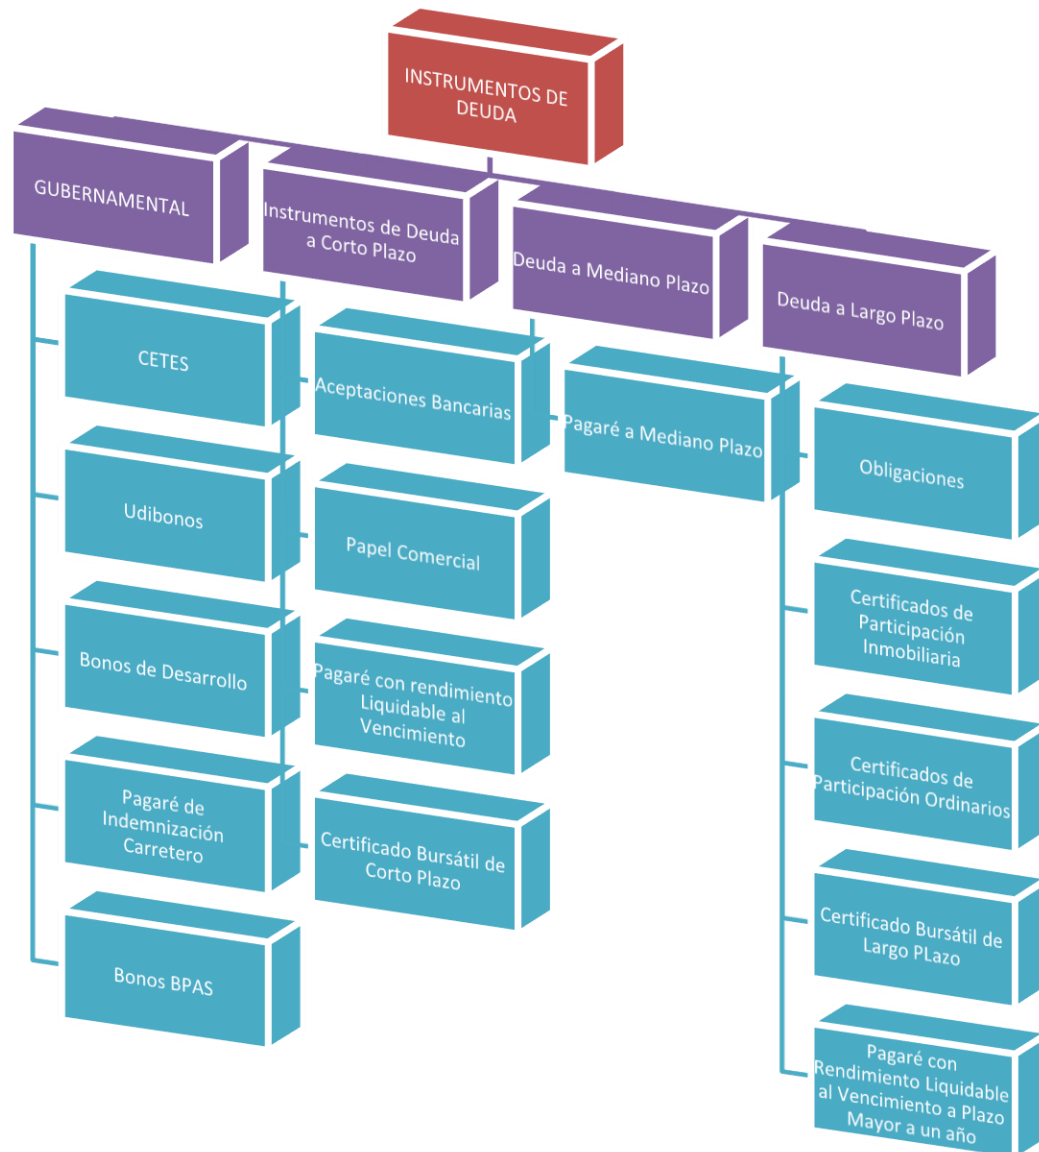 INSTRUMENTOS DE
DEUDA
GUBERNAMENTAL
CETES
Udibonos
Bonos de Desarrollo
Pagaré de
Indemnización
Carretero
Bonos BPAS
Instrumentos de Deuda
a Corto Plazo
Aceptaciones Bancarias
Papel Comercial
Pagaré con rendimiento
Liquidable al
Vencimiento
Certificado Bursátil de
Corto Plazo
Deuda a Mediano Plazo
Pagaré a Mediano Plazo
Deuda a Largo Plazo
Obligaciones
Certificados de
Participación
Inmobiliaria
Certificados de
Participación Ordinarios
Certificado Bursátil de
Largo PLazo
Pagaré con
Rendimiento Liquidable
al Vencimiento a Plazo
Mayor a un año